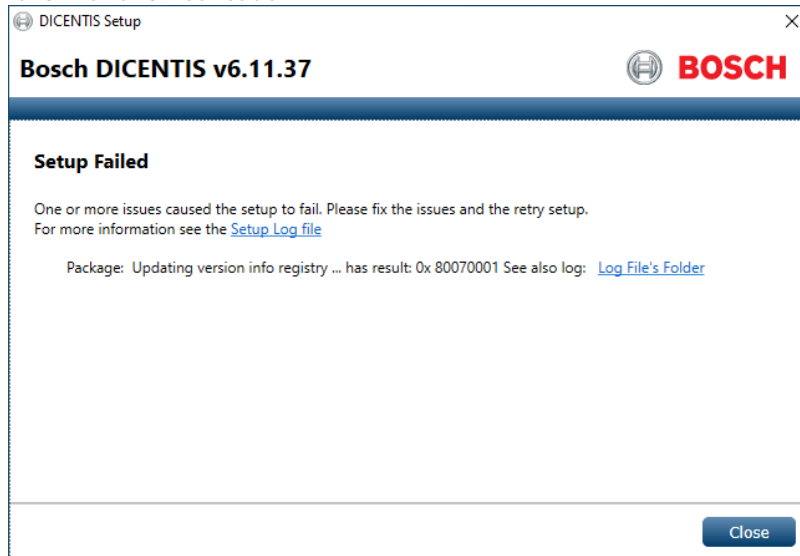 DICENTIS Setup
Bosch DICENTIS v6.11.37
BOSCH
Setup Failed
One or more issues caused the setup to fail. Please fix the issues and the retry setup.
For more information see the Setup Log file
Package: Updating version info registry ... has result: 0x 80070001 See also log: Log File's Folder
Close